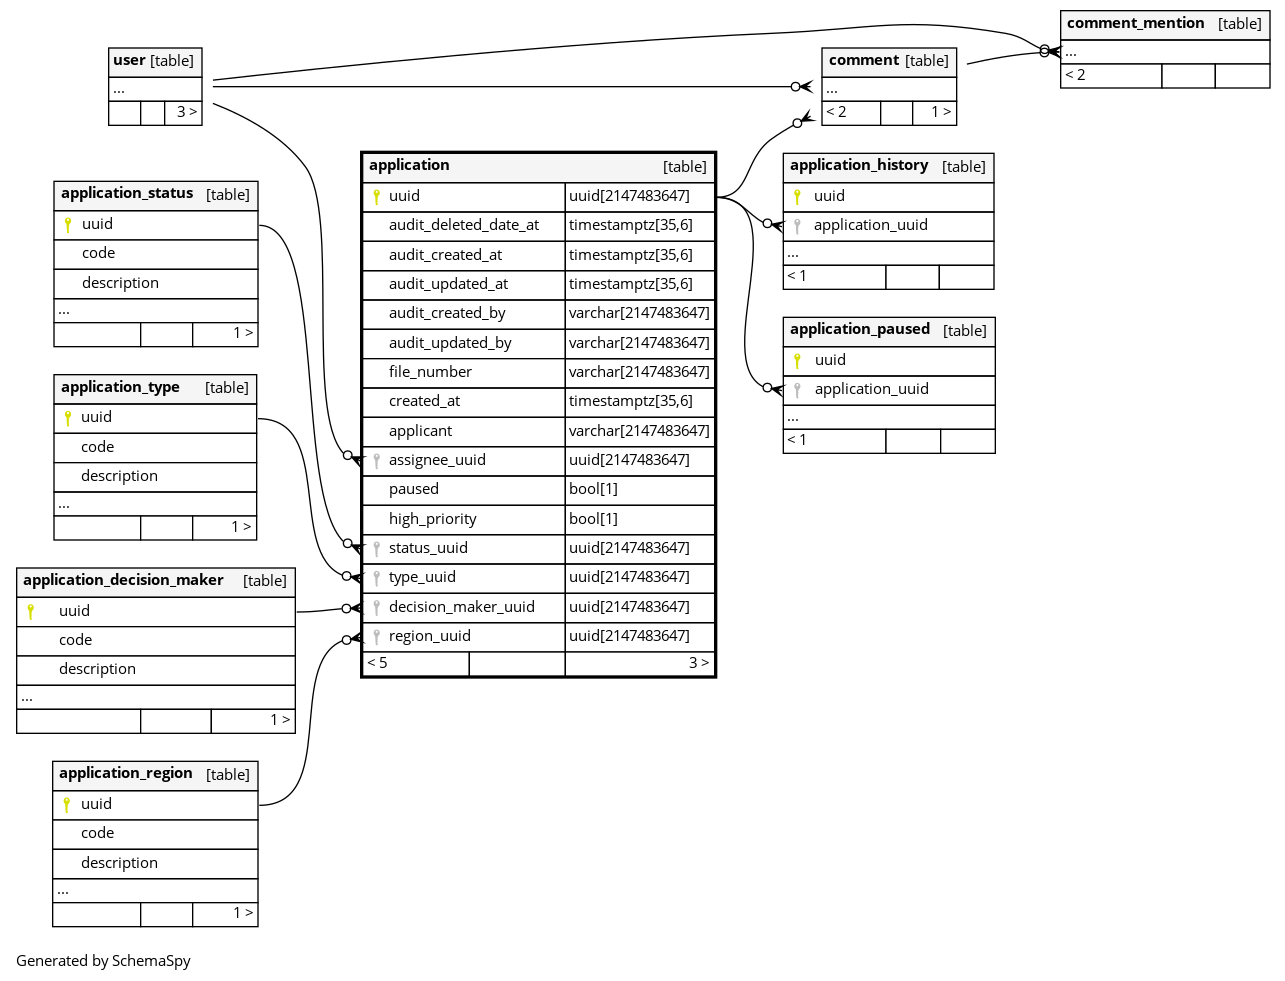 comment_mention [table]
...
< 2
user [table]
...
3 >
comment [table]
...
< 2 1 >
application [table]
uuid uuid[2147483647]
audit_deleted_date_at timestamptz[35,6]
audit_created_at timestamptz[35,6]
audit_updated_at timestamptz[35,6]
audit_created_by varchar[2147483647]
audit_updated_by varchar[2147483647]
file_number varchar[2147483647]
created_at timestamptz[35,6]
applicant varchar[2147483647]
assignee_uuid uuid[2147483647]
paused bool[1]
high_priority bool[1]
status_uuid uuid[2147483647]
type_uuid uuid[2147483647]
decision_maker_uuid uuid[2147483647]
region_uuid uuid[2147483647]
< 5 3 >
application_history [table]
uuid
application_uuid
...
< 1
application_paused [table]
uuid
application_uuid
...
< 1
application_status [table]
uuid
code
description
...
1 >
application_type [table]
uuid
code
description
...
1 >
application_decision_maker [table]
uuid
code
description
...
1 >
application_region [table]
uuid
code
description
...
1 >
Generated by SchemaSpy